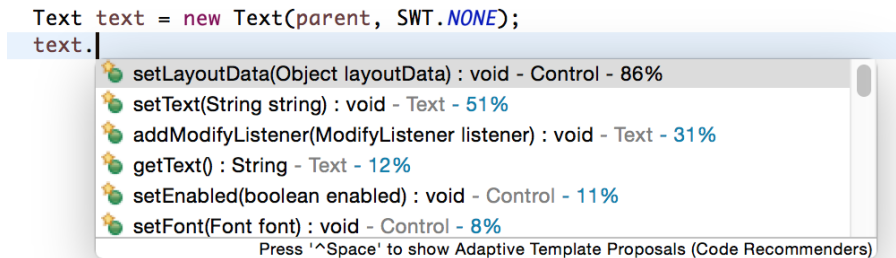 Text text = new Text(parent, SWT.NONE);
text.
setLayoutData(Object layoutData) : void - Control - 86%
setText(String string) : void - Text - 51%
addModifyListener(ModifyListener listener) : void - Text - 31%
getText() : String - Text - 12%
setEnabled(boolean enabled) : void - Control - 11%
setFont(Font font) : void - Control - 8%
Press '^Space' to show Adaptive Template Proposals (Code Recommenders)